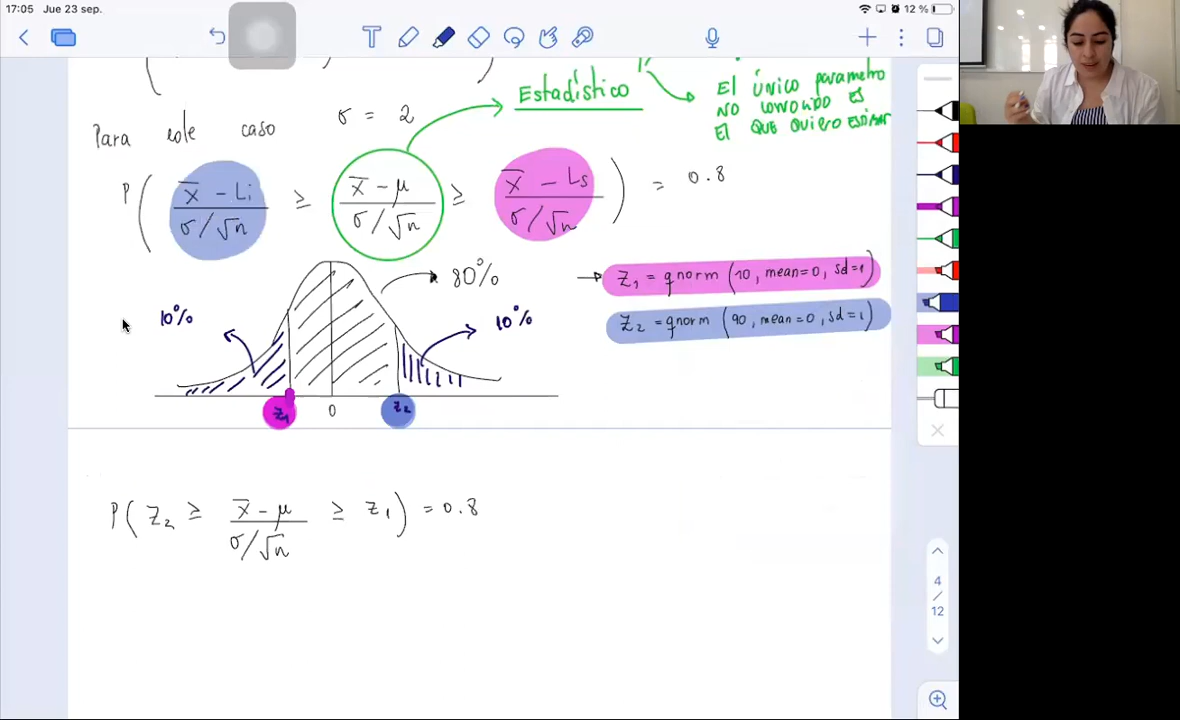 17:05 Jue 23 sep.
12 %
Estadístico
El único parametro
NO conocido ES
El QUE QUIERO ESTIMAR
Para este caso σ = 2
P( x̄ - Li / σ/√n ≥ x̄ - μ / σ/√n ≥ x̄ - Ls / σ/√n ) = 0.8
80%
z₁ = qnorm (10, mean=0, sd=1)
10%
10%
z₂ = qnorm (90, mean=0, sd=1)
z₁ 0 z₂
P( z₂ ≥ x̄ - μ / σ/√n ≥ z₁ ) = 0.8
4
/
12